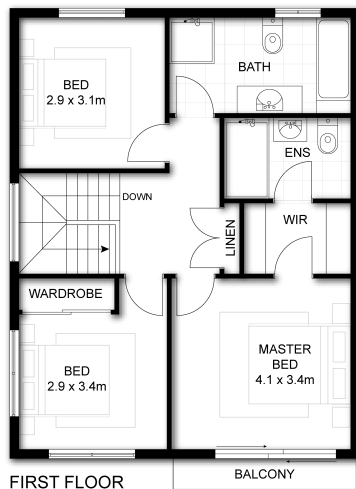 BED
2.9 x 3.1m
BATH
ENS
DOWN
LINEN
WIR
WARDROBE
BED
2.9 x 3.4m
MASTER
BED
4.1 x 3.4m
FIRST FLOOR
BALCONY